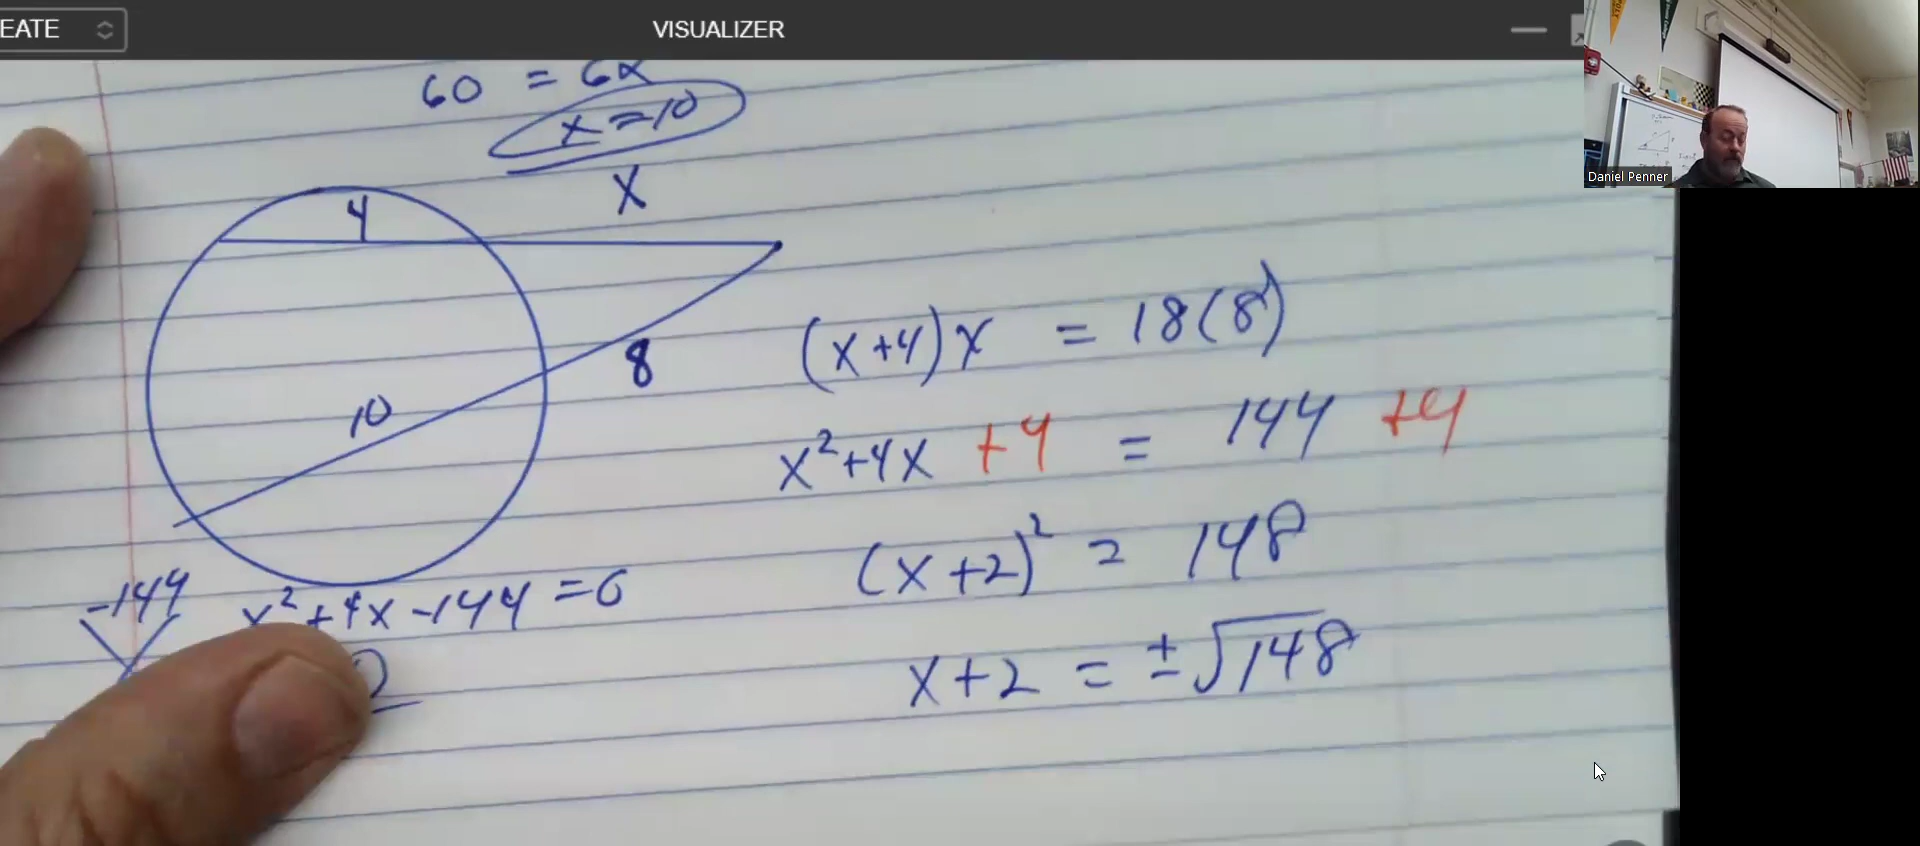 EATE
VISUALIZER
Daniel Penner
60 = 6x
x=10
x
4
8
10
(x+4)x = 18(8)
x²+4x +4 = 144 +4
(x+2)² = 148
x+2 = ±√148
-144
x²+4x-144=0